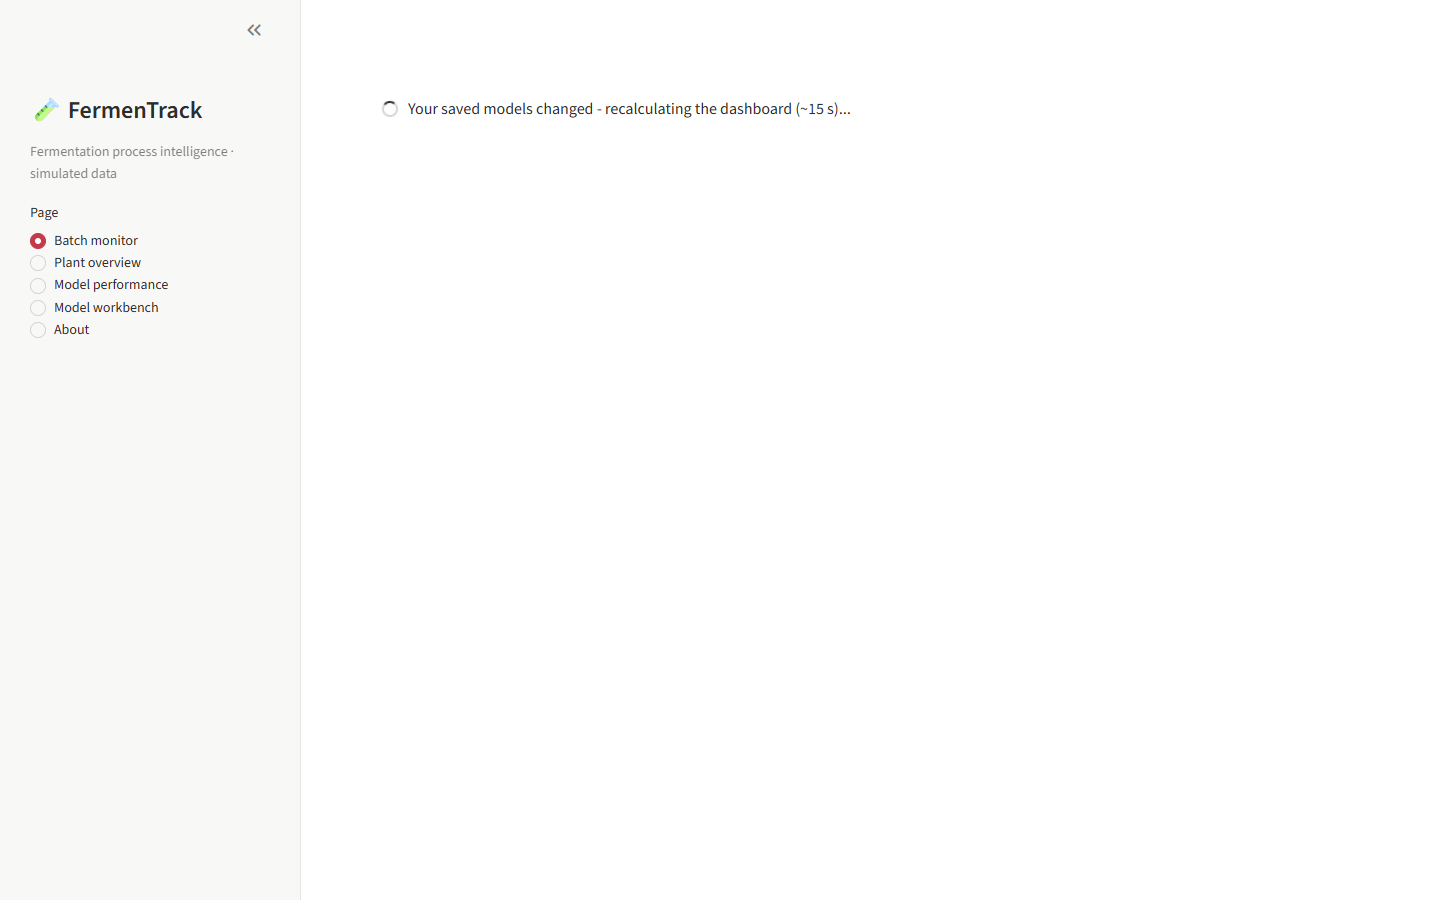 FermenTrack
Fermentation process intelligence ·
simulated data
Page
Batch monitor
Plant overview
Model performance
Model workbench
About
Your saved models changed - recalculating the dashboard (~15 s)...